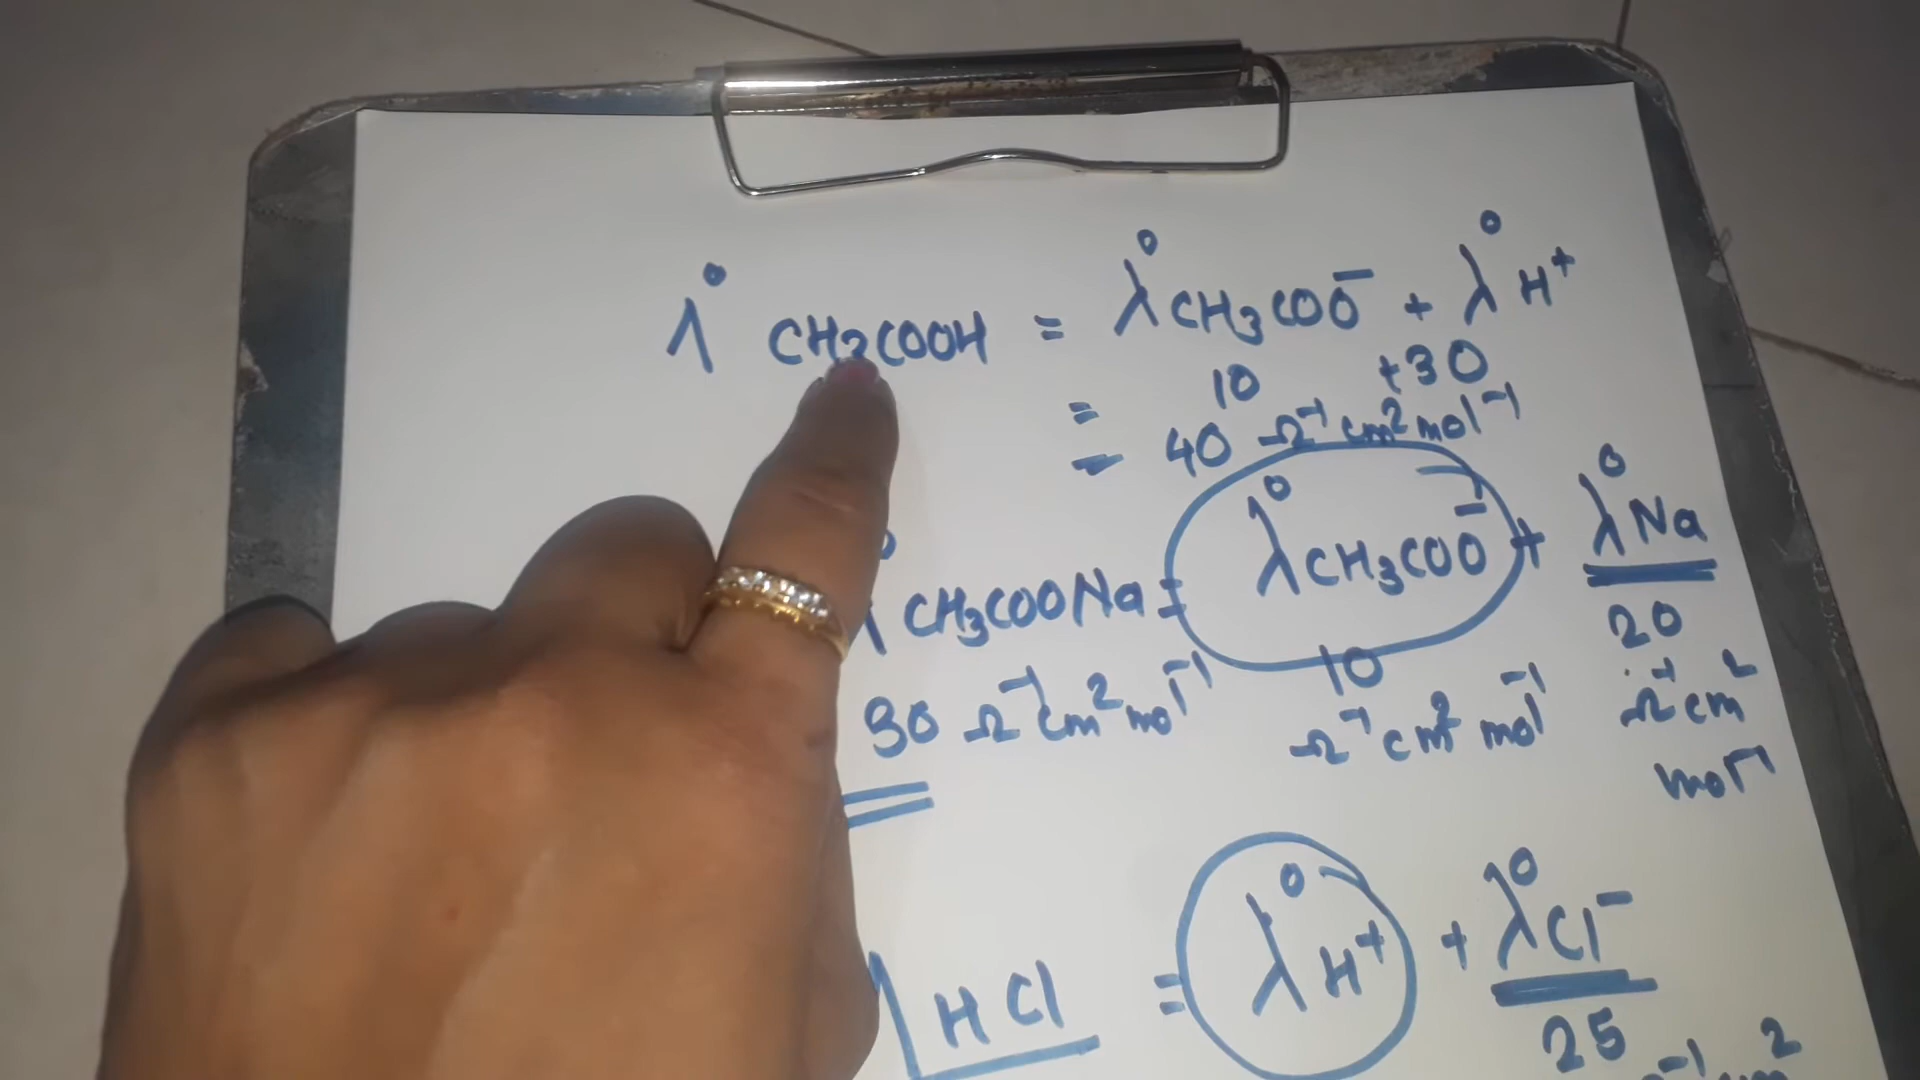 Λ° CH3COOH = λ°CH3COO⁻ + λ°H⁺
= 10 +30
= 40 Ω⁻¹ cm² mol⁻¹
CH3COONa = λ°CH3COO⁻ + λ°Na
30 Ω⁻¹ cm² mol⁻¹ 10 Ω⁻¹ cm² mol⁻¹ 20 Ω⁻¹ cm² mol⁻¹
HCl = λ°H⁺ + λ°Cl⁻
25